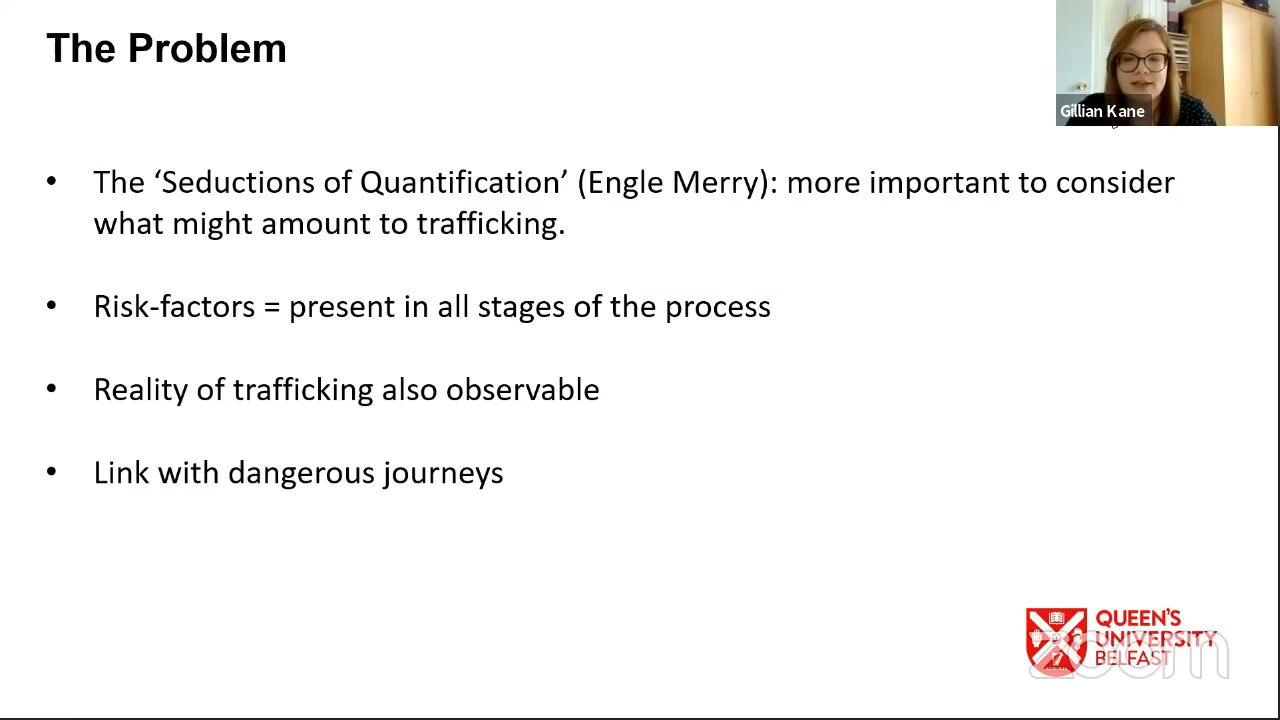 The Problem
Gillian Kane
• The ‘Seductions of Quantification’ (Engle Merry): more important to consider
what might amount to trafficking.
• Risk-factors = present in all stages of the process
• Reality of trafficking also observable
• Link with dangerous journeys
QUEEN'S
UNIVERSITY
BELFAST
zoom